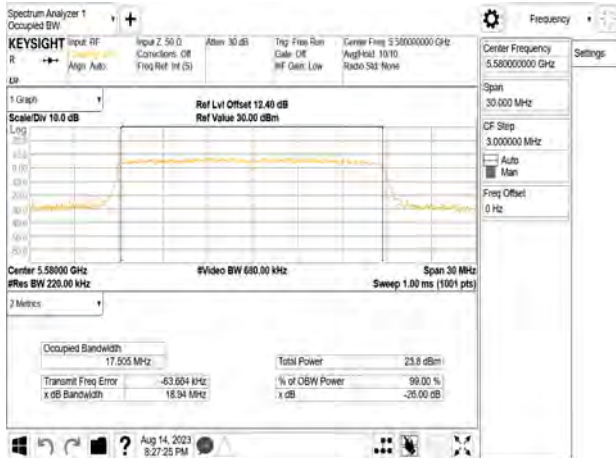 Spectrum Analyzer 1
Occupied BW
Frequency
KEYSIGHT
Input: RF
Input Z: 50 Ω
Corrections: Off
Freq Ref: Int (S)
Atten: 30 dB
Trig: Free Run
Gate: Off
#IF Gain: Low
Center Freq: 5.580000000 GHz
Avg|Hold: 10/10
Radio Std: None
R
Align: Auto
Center Frequency
5.580000000 GHz
Settings
Span
30.000 MHz
CF Step
3.000000 MHz
Auto
Man
Freq Offset
0 Hz
1 Graph
Scale/Div 10.0 dB
Ref Lvl Offset 12.40 dB
Ref Value 30.00 dBm
Log
Center 5.58000 GHz
#Res BW 220.00 kHz
#Video BW 680.00 kHz
Span 30 MHz
Sweep 1.00 ms (1001 pts)
2 Metrics
Occupied Bandwidth
17.505 MHz
Total Power
23.8 dBm
Transmit Freq Error
-63.664 kHz
% of OBW Power
99.00 %
x dB Bandwidth
18.94 MHz
x dB
-26.00 dB
Aug 14, 2023
8:27:25 PM